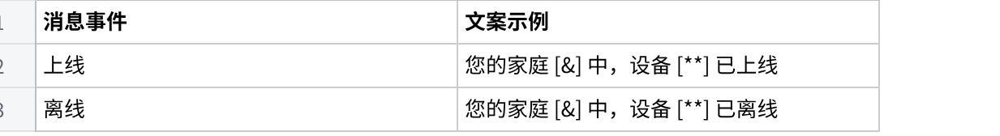 1 消息事件 文案示例
2 上线 您的家庭 [&] 中，设备 [**] 已上线
3 离线 您的家庭 [&] 中，设备 [**] 已离线